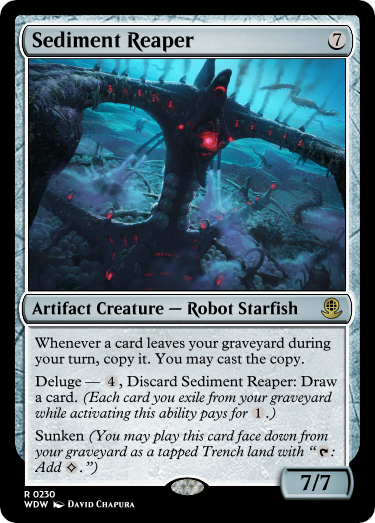 Sediment Reaper 7
Artifact Creature — Robot Starfish
Whenever a card leaves your graveyard during
your turn, copy it. You may cast the copy.
Deluge — 4, Discard Sediment Reaper: Draw
a card. (Each card you exile from your graveyard
while activating this ability pays for 1.)
Sunken (You may play this card face down from
your graveyard as a tapped Trench land with “T:
Add C.”)
7/7
R 0230
WDW DAVID CHAPURA